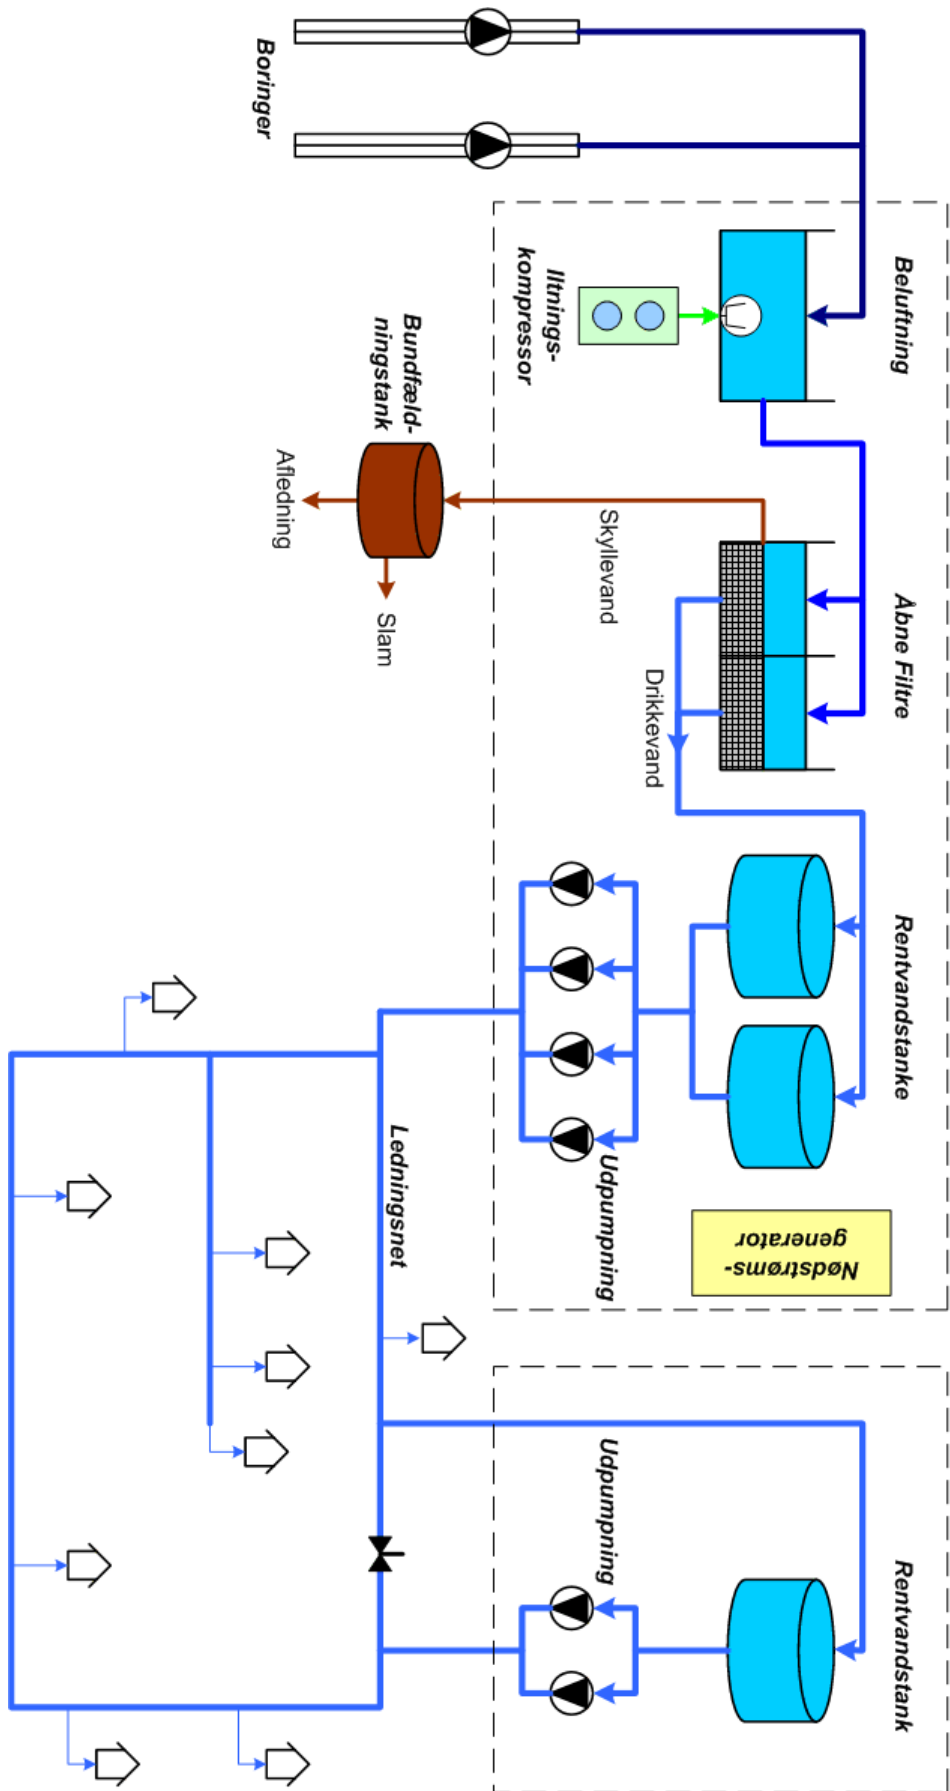 Boringer
Beluftning
Iltnings-
kompressor
Bundfæld-
ningstank
Afledning
Slam
Skyllevand
Åbne Filtre
Drikkevand
Rentvandstanke
Udpumpning
Nødstrøms-
generator
Ledningsnet
Rentvandstank
Udpumpning